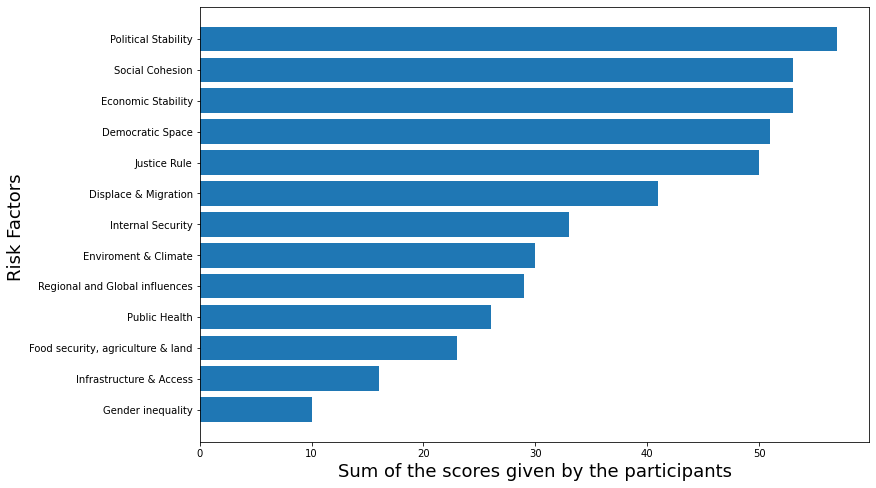 Risk Factors
Political Stability
Social Cohesion
Economic Stability
Democratic Space
Justice Rule
Displace & Migration
Internal Security
Enviroment & Climate
Regional and Global influences
Public Health
Food security, agriculture & land
Infrastructure & Access
Gender inequality
0 10 20 30 40 50
Sum of the scores given by the participants